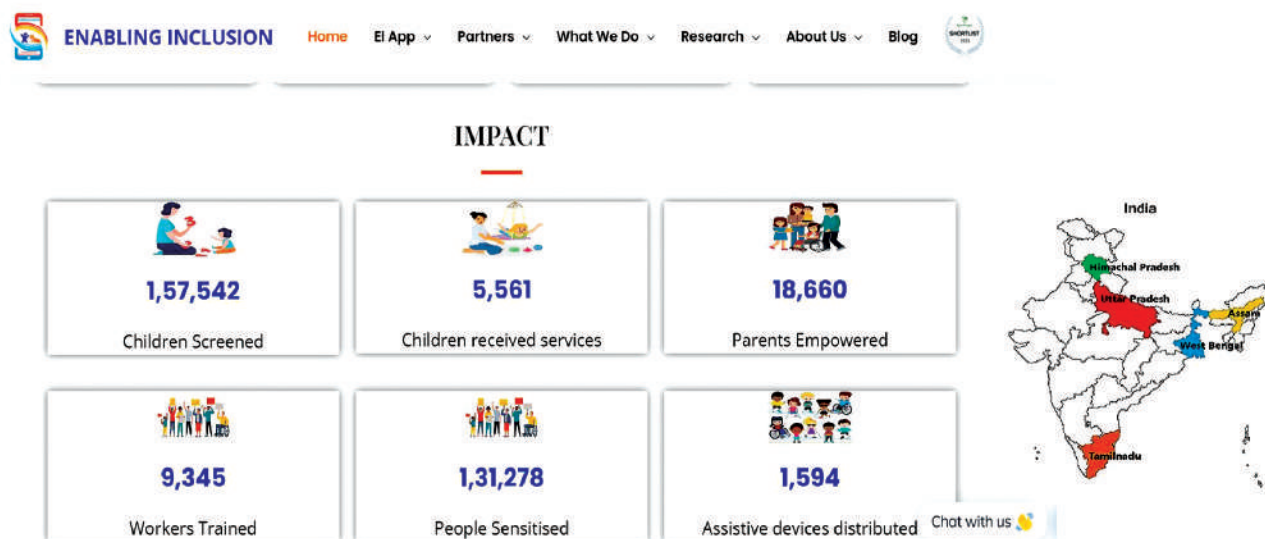 ENABLING INCLUSION Home EI App Partners What We Do Research About Us Blog SHORTLIST
IMPACT
1,57,542 5,561 18,660
Children Screened Children received services Parents Empowered
9,345 1,31,278 1,594
Workers Trained People Sensitised Assistive devices distributed
Chat with us
India
Himachal Pradesh
Uttar Pradesh
Assam
West Bengal
Tamilnadu